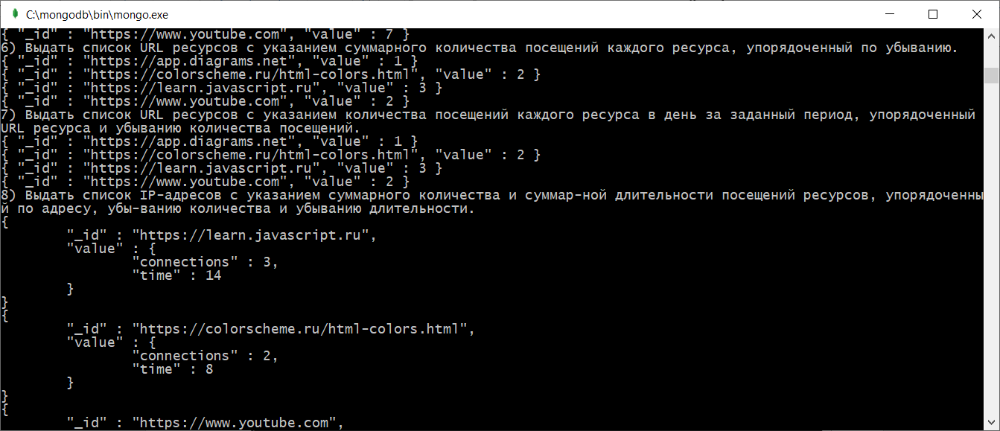 C:\mongodb\bin\mongo.exe
{ "_id" : "https://www.youtube.com", "value" : 7 }
6) Выдать список URL ресурсов с указанием суммарного количества посещений каждого ресурса, упорядоченный по убыванию.
{ "_id" : "https://app.diagrams.net", "value" : 1 }
{ "_id" : "https://colorscheme.ru/html-colors.html", "value" : 2 }
{ "_id" : "https://learn.javascript.ru", "value" : 3 }
{ "_id" : "https://www.youtube.com", "value" : 2 }
7) Выдать список URL ресурсов с указанием количества посещений каждого ресурса в день за заданный период, упорядоченный
URL ресурса и убыванию количества посещений.
{ "_id" : "https://app.diagrams.net", "value" : 1 }
{ "_id" : "https://colorscheme.ru/html-colors.html", "value" : 2 }
{ "_id" : "https://learn.javascript.ru", "value" : 3 }
{ "_id" : "https://www.youtube.com", "value" : 2 }
8) Выдать список IP-адресов с указанием суммарного количества и суммар-ной длительности посещений ресурсов, упорядоченны
й по адресу, убы-ванию количества и убыванию длительности.
{
"_id" : "https://learn.javascript.ru",
"value" : {
"connections" : 3,
"time" : 14
}
}
{
"_id" : "https://colorscheme.ru/html-colors.html",
"value" : {
"connections" : 2,
"time" : 8
}
}
{
"_id" : "https://www.youtube.com",